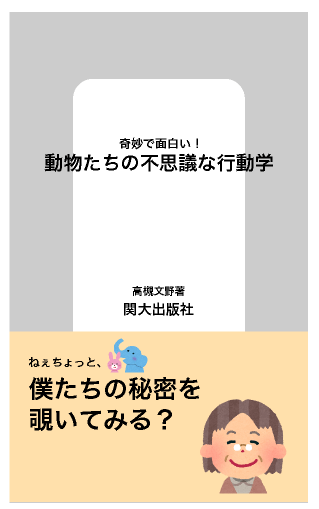 奇妙で面白い！
動物たちの不思議な行動学
高槻文野著
関大出版社
ねぇちょっと、
僕たちの秘密を
覗いてみる？